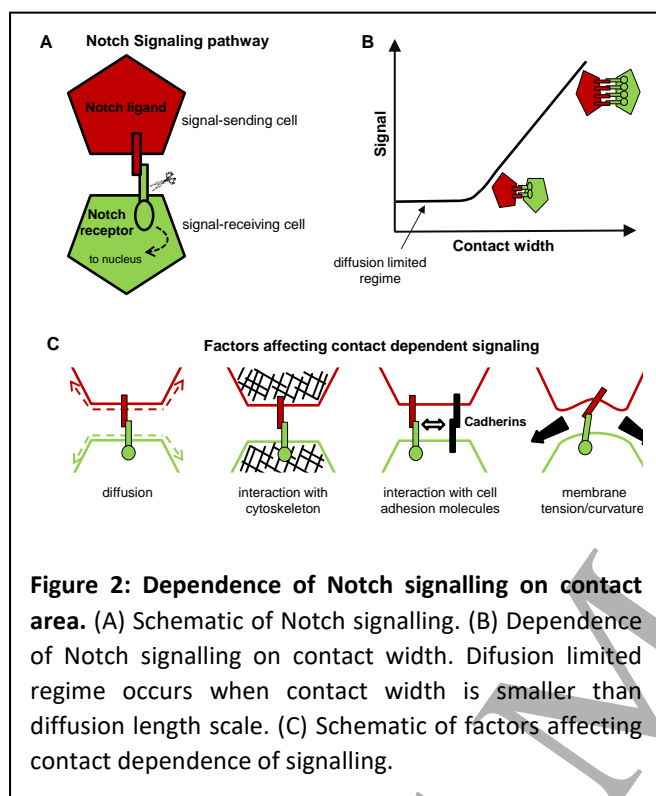 A
Notch Signaling pathway
Notch ligand
signal-sending cell
Notch
receptor
signal-receiving cell
to nucleus
B
Signal
Contact width
diffusion limited
regime
C
Factors affecting contact dependent signaling
Cadherins
diffusion
interaction with
cytoskeleton
interaction with cell
adhesion molecules
membrane
tension/curvature
Figure 2: Dependence of Notch signalling on contact
area. (A) Schematic of Notch signalling. (B) Dependence
of Notch signalling on contact width. Difusion limited
regime occurs when contact width is smaller than
diffusion length scale. (C) Schematic of factors affecting
contact dependence of signalling.